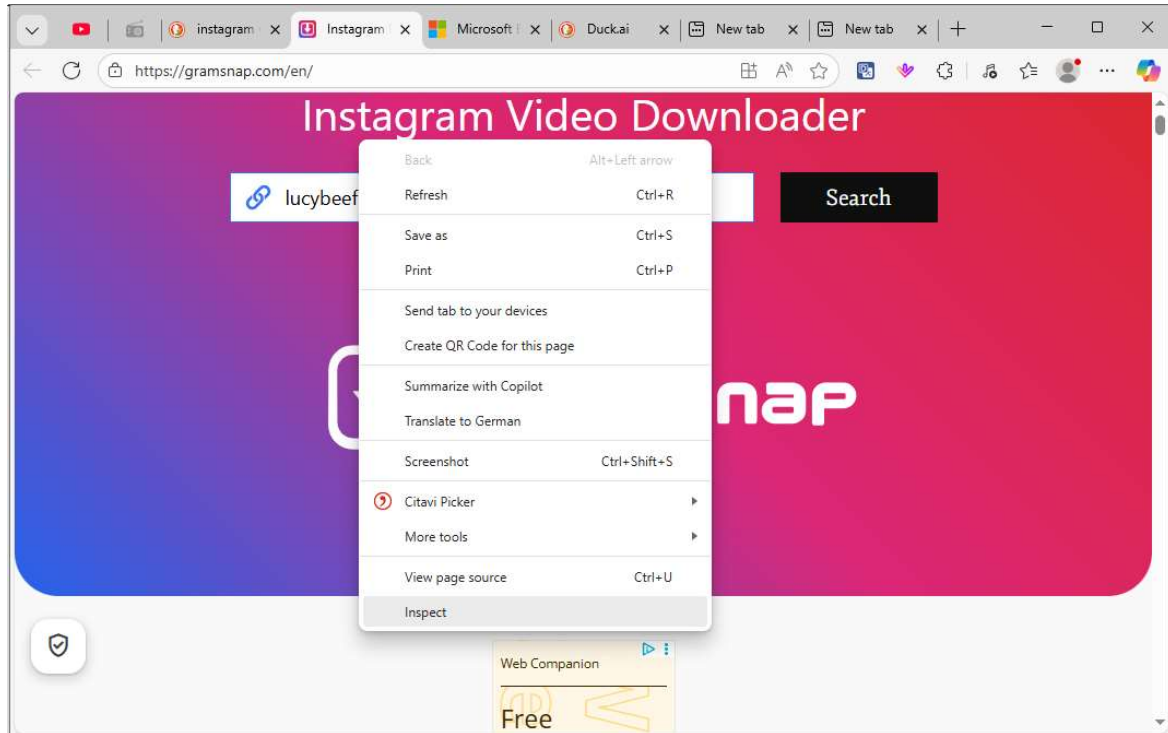 instagram
Instagram
Microsoft
Duck.ai
New tab
New tab
https://gramsnap.com/en/
Instagram Video Downloader
lucybeef
Search
Back Alt+Left arrow
Refresh Ctrl+R
Save as Ctrl+S
Print Ctrl+P
Send tab to your devices
Create QR Code for this page
Summarize with Copilot
Translate to German
Screenshot Ctrl+Shift+S
Citavi Picker
More tools
View page source Ctrl+U
Inspect
nap
Web Companion
Free